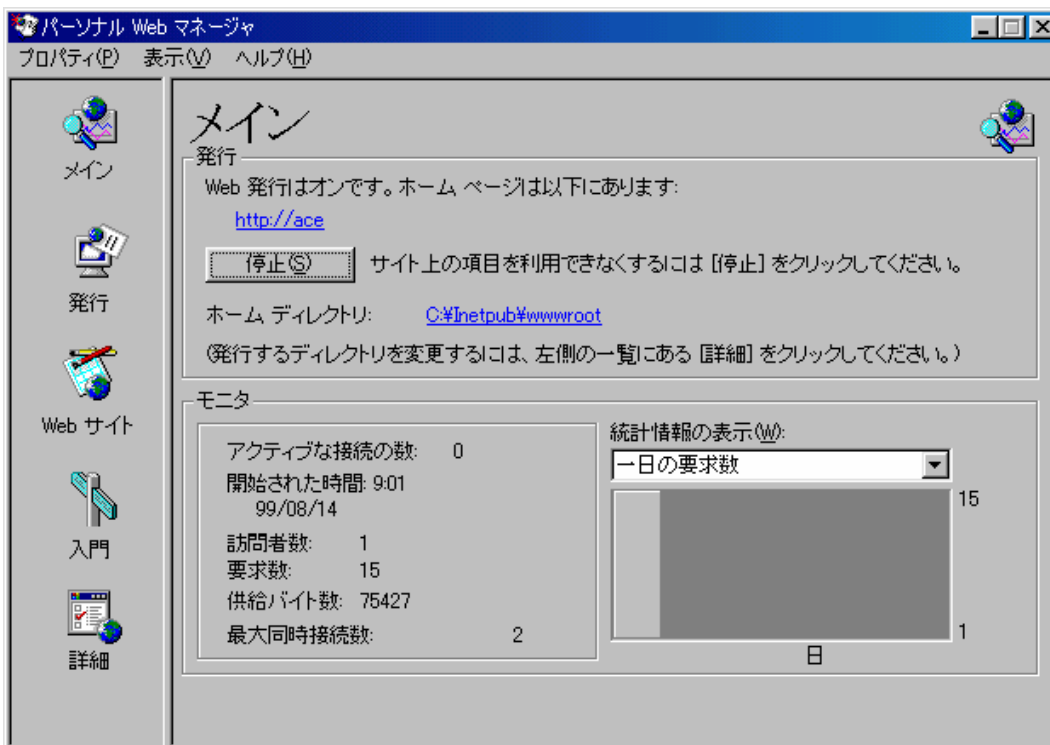 パーソナル Web マネージャ
プロパティ(P) 表示(V) ヘルプ(H)
メイン
発行
Web サイト
入門
詳細
メイン
発行
Web 発行はオンです。ホーム ページは以下にあります:
http://ace
停止(S) サイト上の項目を利用できなくするには [停止] をクリックしてください。
ホーム ディレクトリ: C:¥Inetpub¥wwwroot
(発行するディレクトリを変更するには、左側の一覧にある [詳細] をクリックしてください。)
モニタ
アクティブな接続の数: 0
開始された時間: 9:01
99/08/14
訪問者数: 1
要求数: 15
供給バイト数: 75427
最大同時接続数: 2
統計情報の表示(W):
一日の要求数
15
1
日